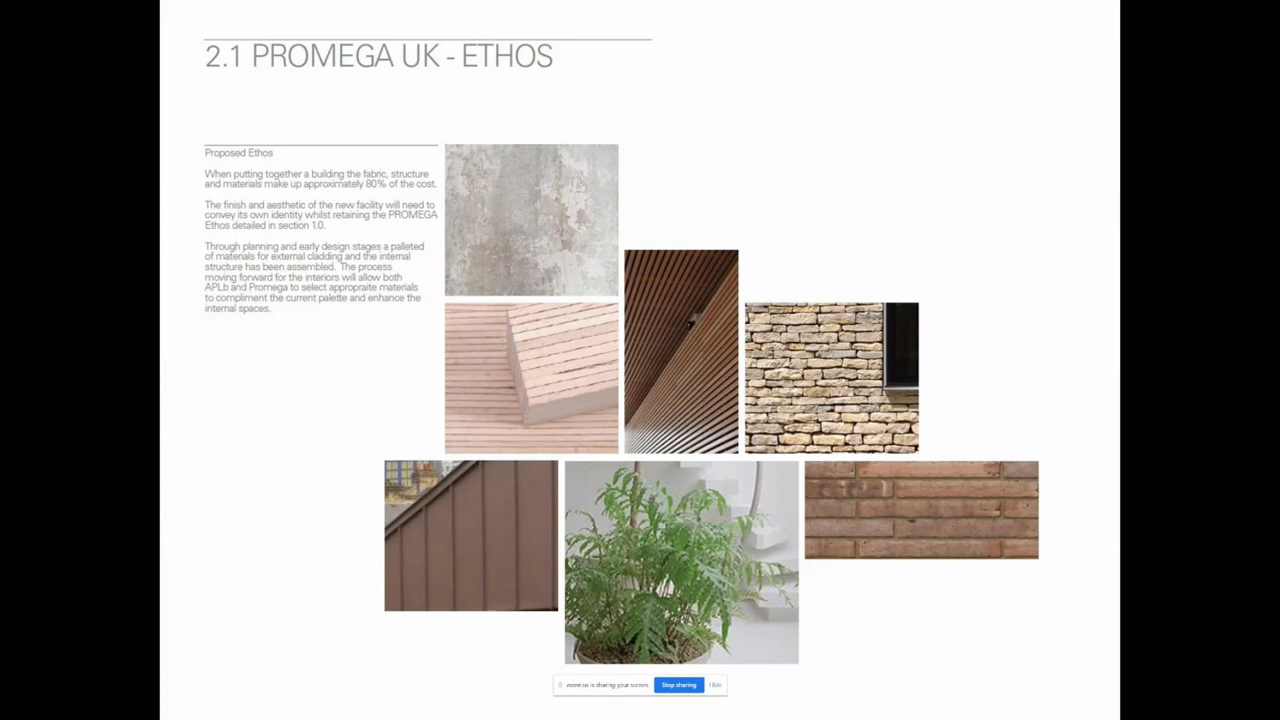 2.1 PROMEGA UK - ETHOS
Proposed Ethos
When putting together a building the fabric, structure
and materials make up approximately 80% of the cost.
The finish and aesthetic of the new facility will need to
convey its own identity whilst retaining the PROMEGA
Ethos detailed in section 1.0.
Through planning and early design stages a palleted
of materials for external cladding and the internal
structure has been assembled. The process
moving forward for the interiors will allow both
APLb and Promega to select appropraite materials
to compliment the current palette and enhance the
internal spaces.
zoom.us is sharing your screen.
Stop sharing
Hide